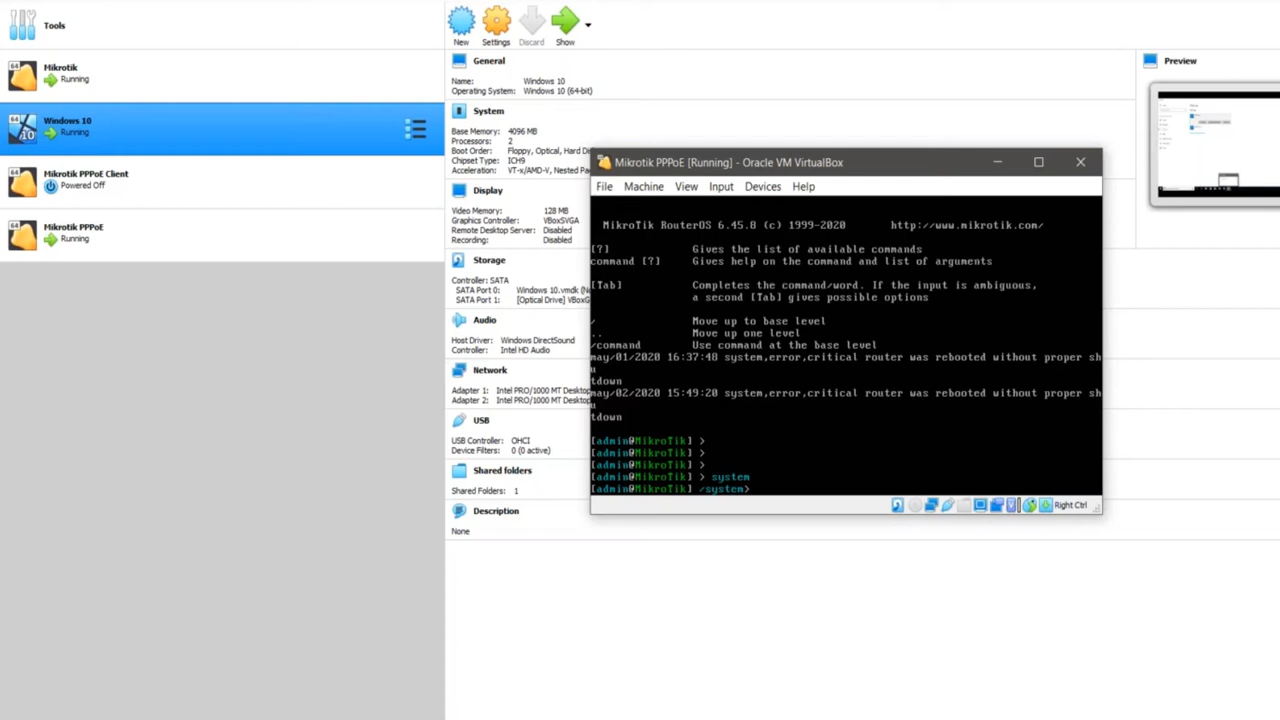 Tools
Mikrotik
Running
Windows 10
Running
Mikrotik PPPoE Client
Powered Off
Mikrotik PPPoE
Running
New
Settings
Discard
Show
General
Name: Windows 10
Operating System: Windows 10 (64-bit)
System
Base Memory: 4096 MB
Processors: 2
Boot Order: Floppy, Optical, Hard Di
Chipset Type: ICH9
Acceleration: VT-x/AMD-V, Nested Pa
Display
Video Memory: 128 MB
Graphics Controller: VBoxSVGA
Remote Desktop Server: Disabled
Recording: Disabled
Storage
Controller: SATA
SATA Port 0: Windows 10.vmdk (No
SATA Port 1: [Optical Drive] VBoxG
Audio
Host Driver: Windows DirectSound
Controller: Intel HD Audio
Network
Adapter 1: Intel PRO/1000 MT Desktop
Adapter 2: Intel PRO/1000 MT Desktop
USB
USB Controller: OHCI
Device Filters: 0 (0 active)
Shared folders
Shared Folders: 1
Description
None
Preview
Mikrotik PPPoE [Running] - Oracle VM VirtualBox
File Machine View Input Devices Help
MikroTik RouterOS 6.45.8 (c) 1999-2020 http://www.mikrotik.com/
[?] Gives the list of available commands
command [?] Gives help on the command and list of arguments
[Tab] Completes the command/word. If the input is ambiguous,
a second [Tab] gives possible options
/ Move up to base level
.. Move up one level
/command Use command at the base level
may/01/2020 16:37:48 system,error,critical router was rebooted without proper sh
u
tdown
may/02/2020 15:49:20 system,error,critical router was rebooted without proper sh
u
tdown
[admin@MikroTik] >
[admin@MikroTik] >
[admin@MikroTik] >
[admin@MikroTik] > system
[admin@MikroTik] /system>
Right Ctrl